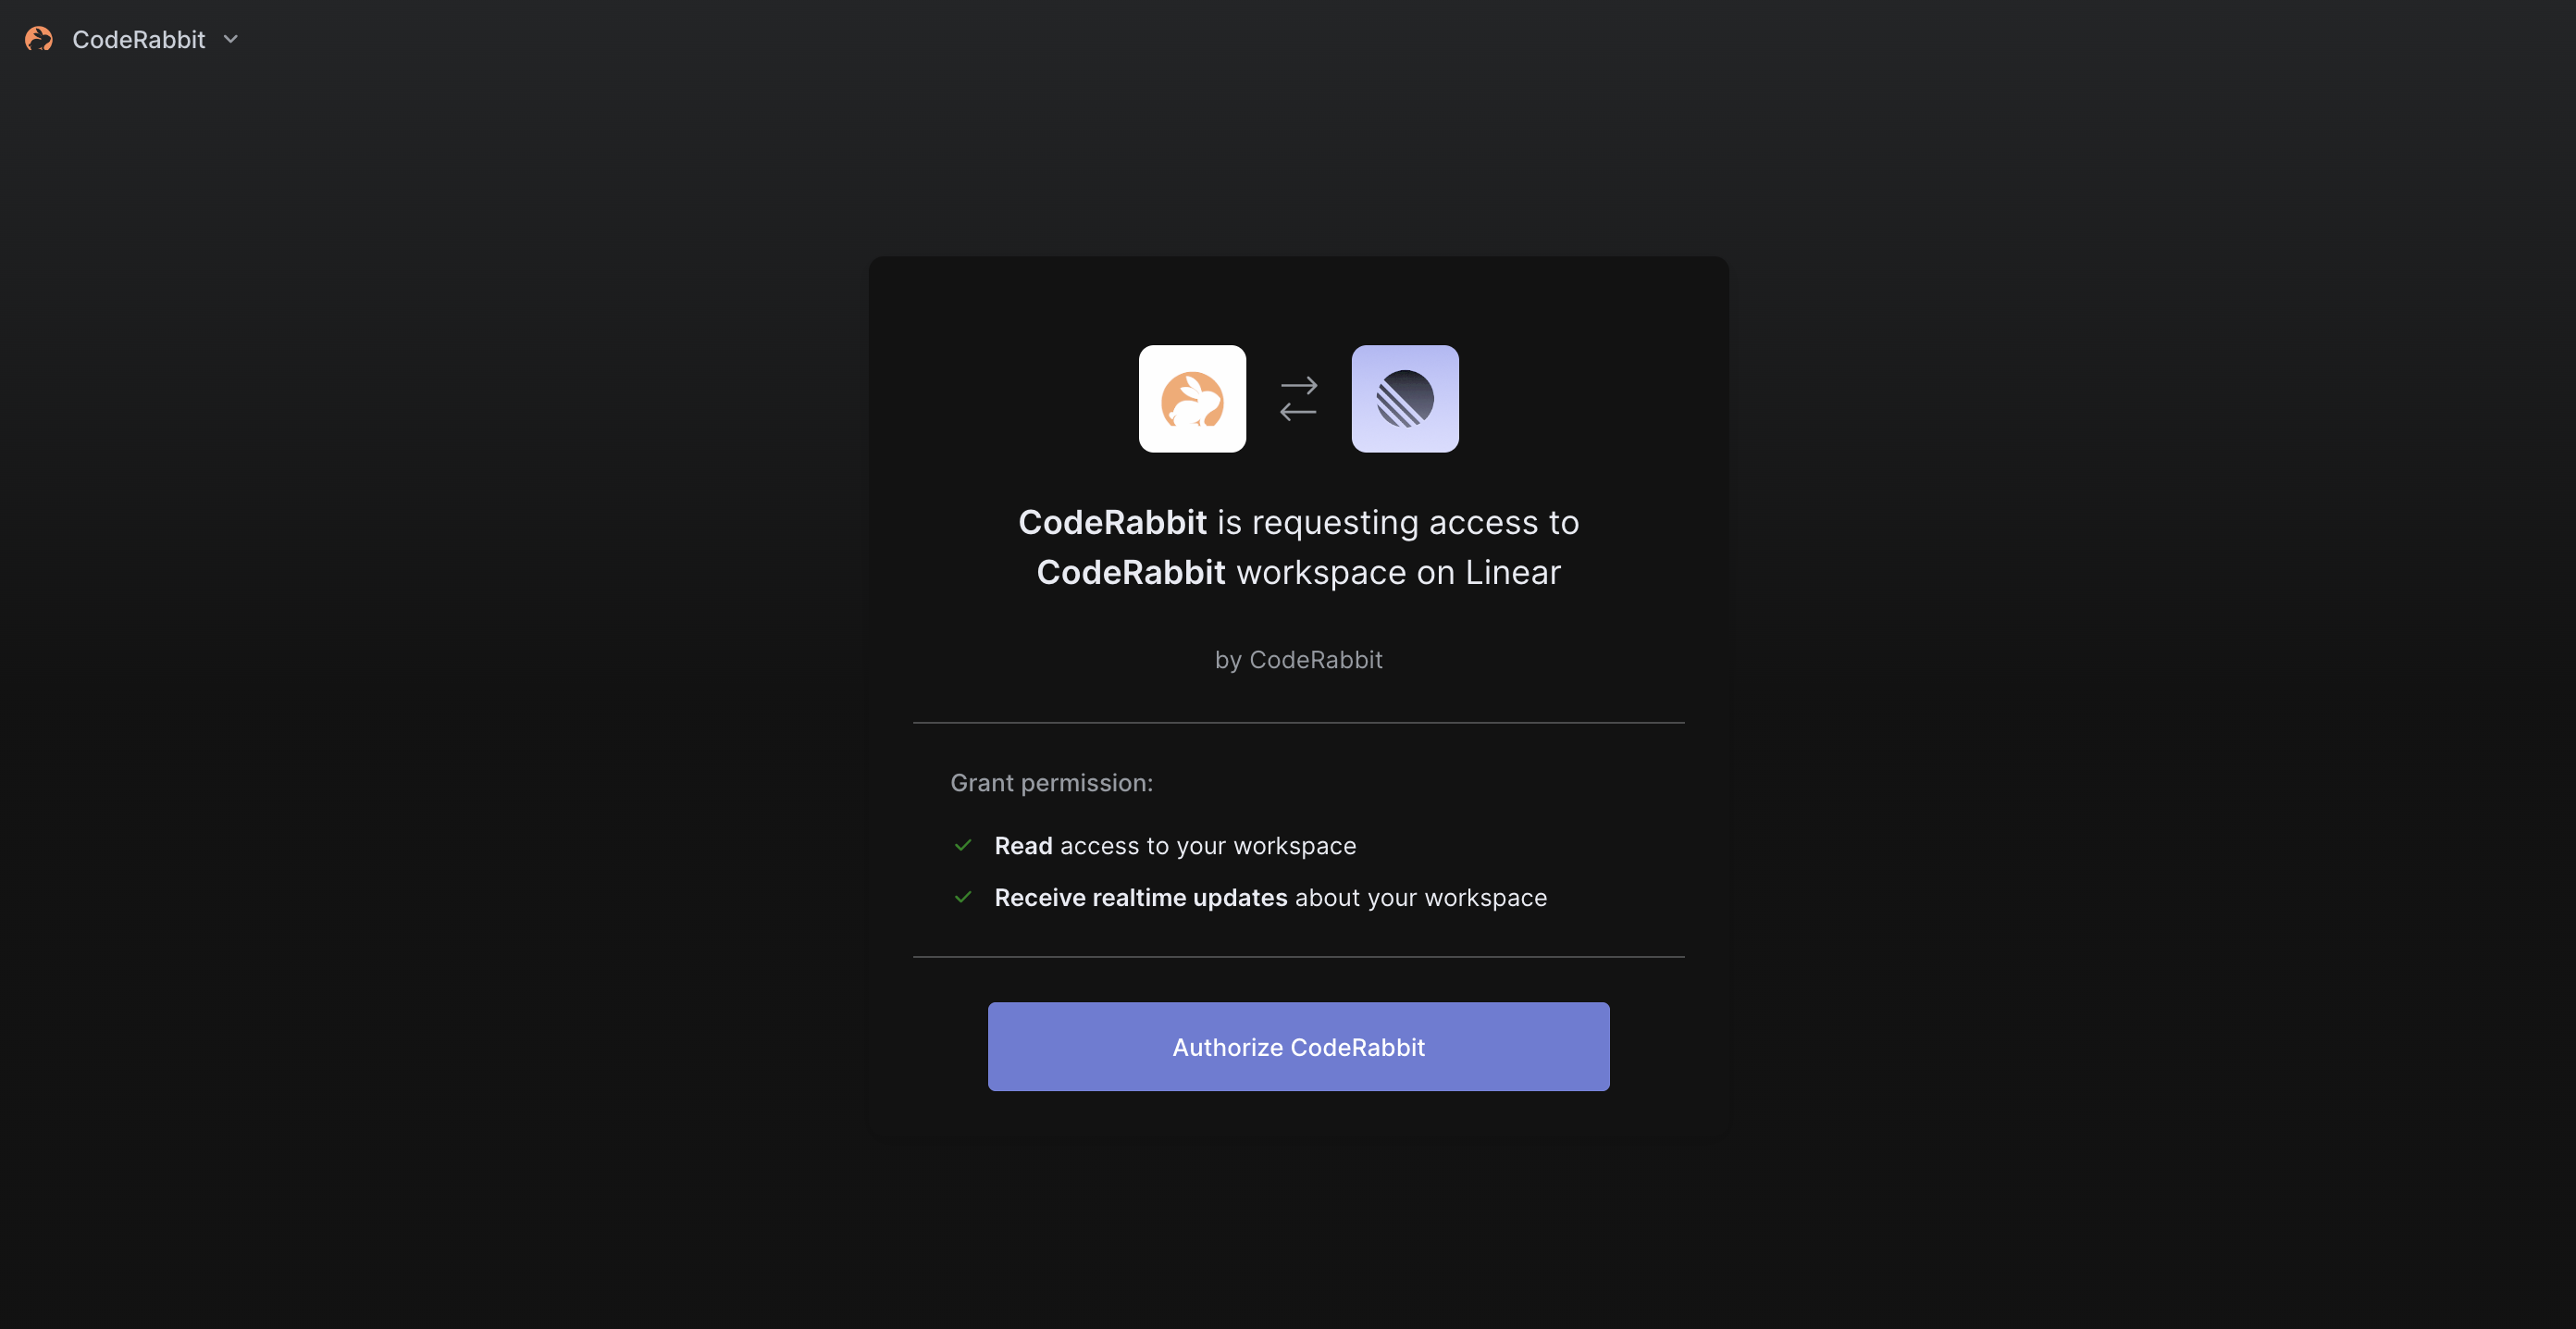 CodeRabbit
CodeRabbit is requesting access to
CodeRabbit workspace on Linear
by CodeRabbit
Grant permission:
Read access to your workspace
Receive realtime updates about your workspace
Authorize CodeRabbit